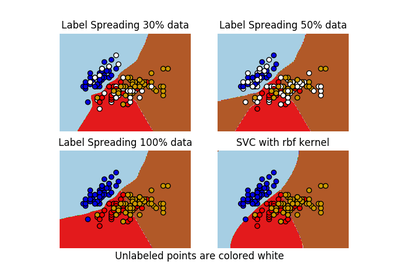 Label Spreading 30% data
Label Spreading 50% data
Label Spreading 100% data
SVC with rbf kernel
Unlabeled points are colored white